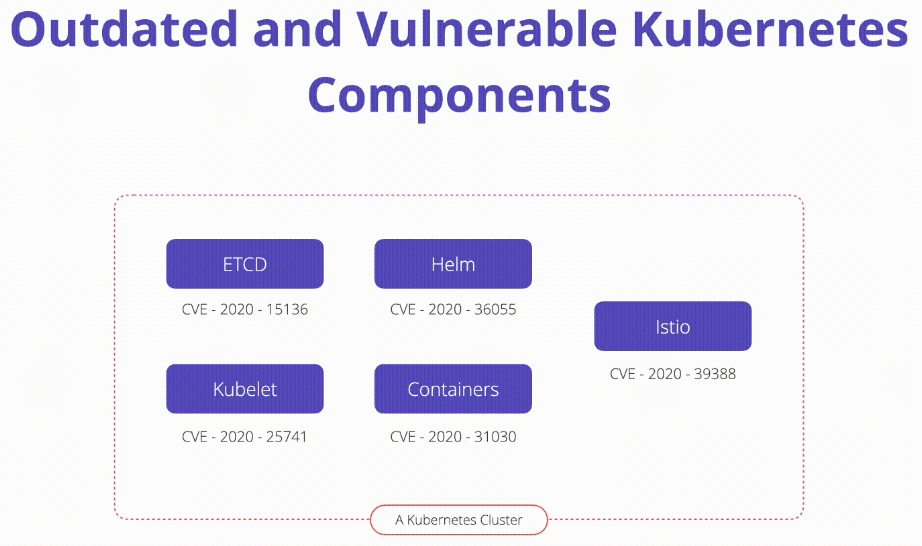 Outdated and Vulnerable Kubernetes
Components
ETCD
CVE - 2020 - 15136
Helm
CVE - 2020 - 36055
Istio
CVE - 2020 - 39388
Kubelet
CVE - 2020 - 25741
Containers
CVE - 2020 - 31030
A Kubernetes Cluster